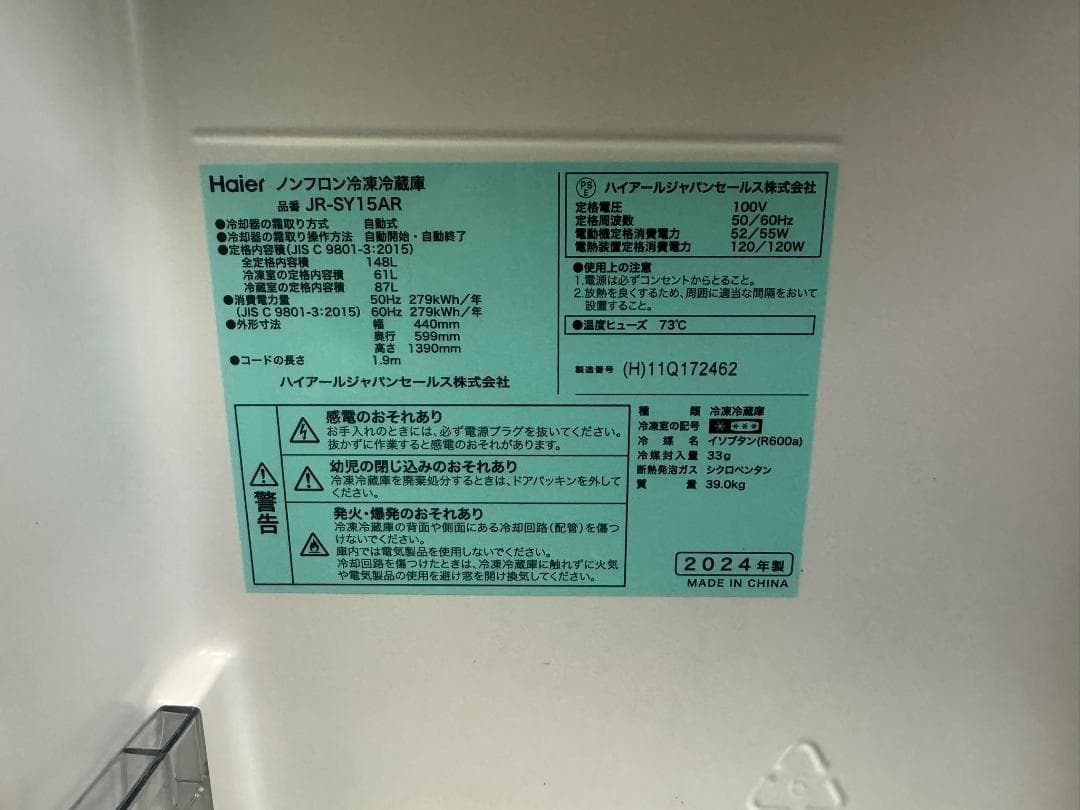 Haier ノンフロン冷凍冷蔵庫
品番 JR-SY15AR
●冷却器の霜取り方式 自動式
●冷却器の霜取り操作方法 自動開始・自動終了
●定格内容積(JIS C 9801-3:2015)
全定格内容積 148L
冷凍室の定格内容積 61L
冷蔵室の定格内容積 87L
●消費電力量 50Hz 279kWh/年
(JIS C 9801-3:2015) 60Hz 279kWh/年
●外形寸法 幅 440mm
奥行 599mm
高さ 1390mm
●コードの長さ 1.9m
ハイアールジャパンセールス株式会社
PS
E
ハイアールジャパンセールス株式会社
定格電圧 100V
定格周波数 50/60Hz
電動機定格消費電力 52/55W
電熱装置定格消費電力 120/120W
●使用上の注意
1.電源は必ずコンセントからとること。
2.放熱を良くするため、周囲に適当な間隔をおいて
設置すること。
●温度ヒューズ 73℃
製造番号 (H)11Q172462
警告
感電のおそれあり
お手入れのときには、必ず電源プラグを抜いてください。
抜かずに作業すると感電のおそれがあります。
幼児の閉じ込めのおそれあり
冷凍冷蔵庫を廃棄処分するときは、ドアパッキンを外して
ください。
発火・爆発のおそれあり
冷凍冷蔵庫の背面や側面にある冷却回路(配管)を傷つ
けないでください。
庫内では電気製品を使用しないでください。
冷却回路を傷つけたときは、冷凍冷蔵庫に触れずに火気
や電気製品の使用を避け窓を開け換気してください。
種類 冷凍冷蔵庫
冷凍室の記号 * ***
冷媒名 イソブタン(R600a)
冷媒封入量 33g
断熱発泡ガス シクロペンタン
質量 39.0kg
2024年製
MADE IN CHINA
6